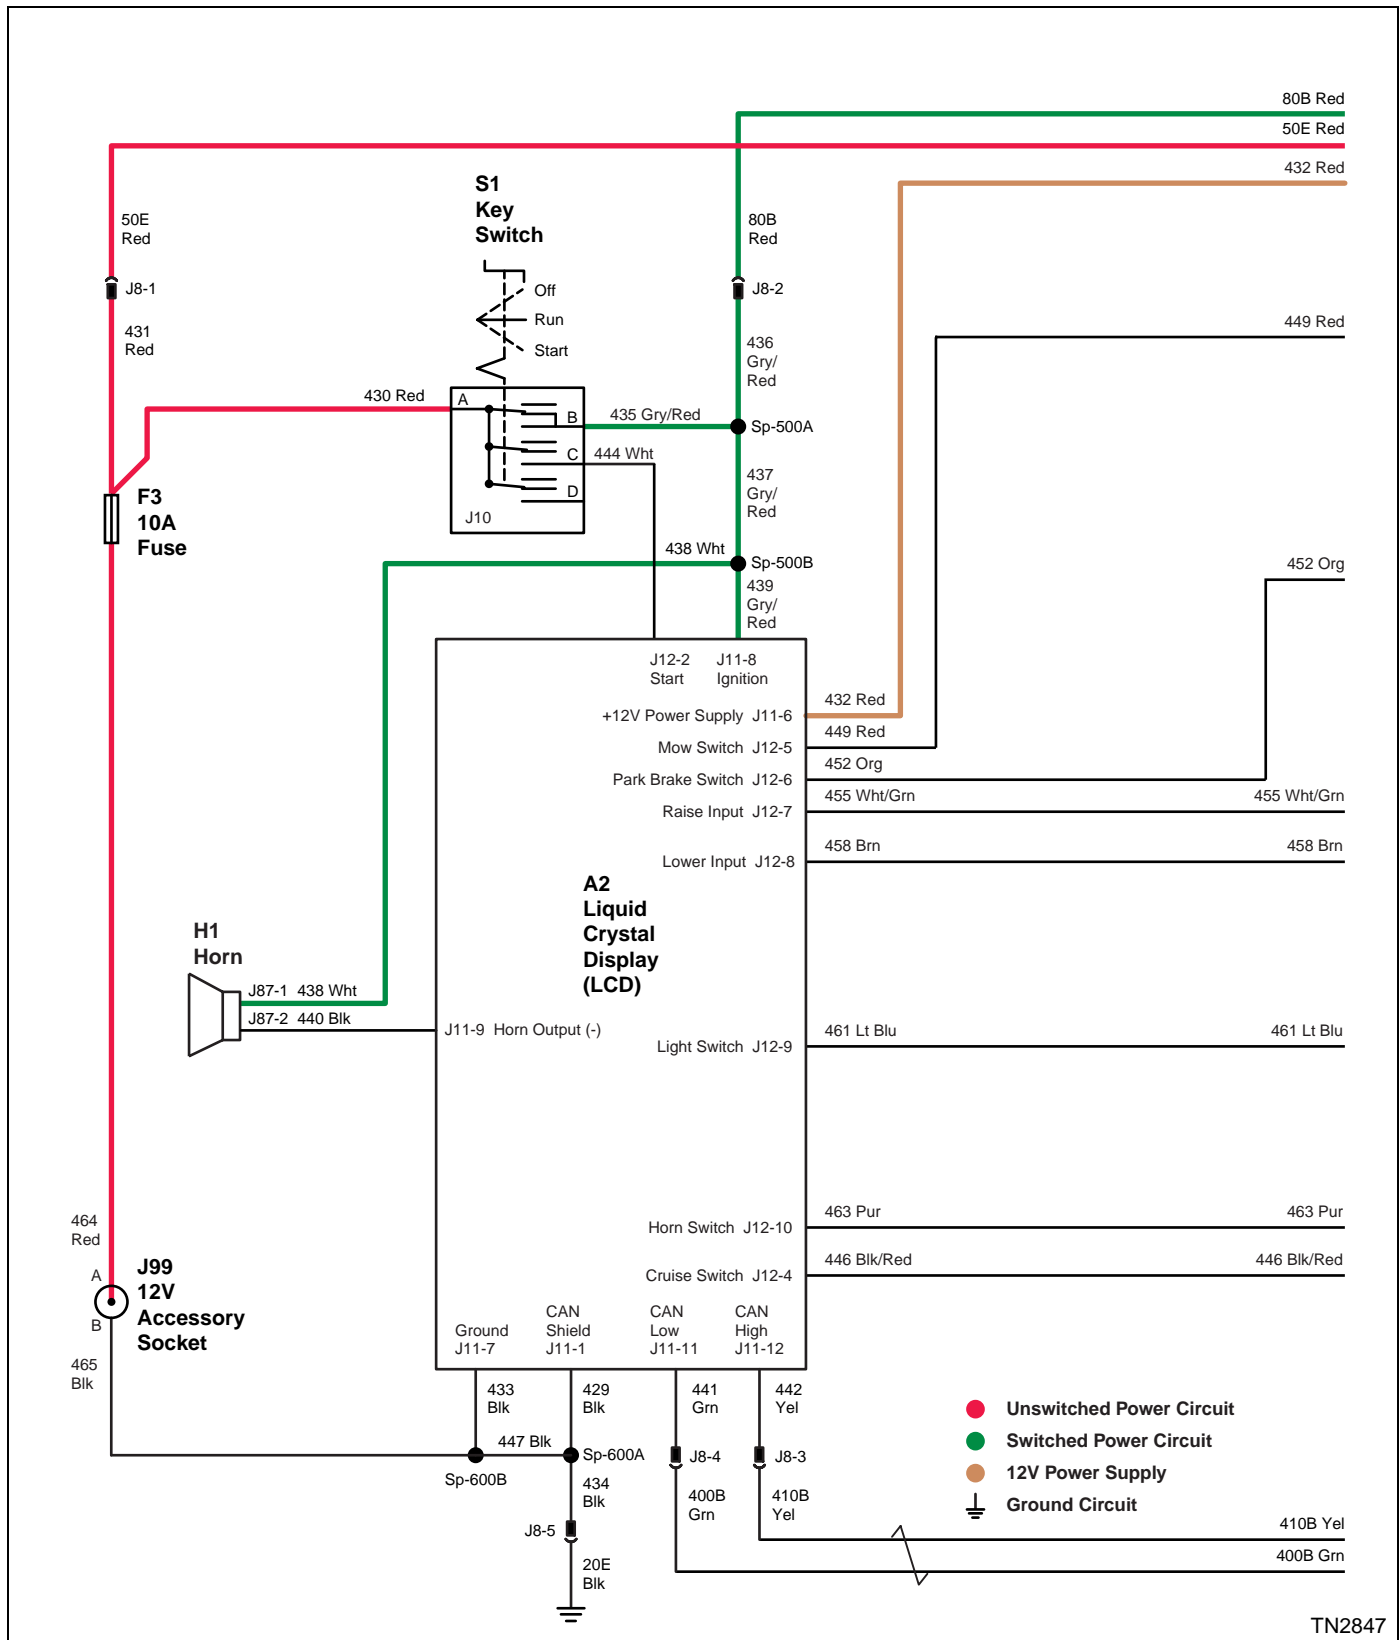 80B Red
50E Red
432 Red
S1
Key
Switch
50E
Red
80B
Red
J8-1
J8-2
Off
Run
Start
431
Red
436
Gry/
Red
449 Red
430 Red
A
B
435 Gry/Red
Sp-500A
C
444 Wht
D
J10
437
Gry/
Red
F3
10A
Fuse
438 Wht
Sp-500B
452 Org
439
Gry/
Red
J12-2
Start
J11-8
Ignition
+12V Power Supply J11-6
432 Red
Mow Switch J12-5
449 Red
Park Brake Switch J12-6
452 Org
Raise Input J12-7
455 Wht/Grn
455 Wht/Grn
Lower Input J12-8
458 Brn
458 Brn
A2
Liquid
Crystal
Display
(LCD)
H1
Horn
J87-1 438 Wht
J87-2 440 Blk
J11-9 Horn Output (-)
Light Switch J12-9
461 Lt Blu
461 Lt Blu
Horn Switch J12-10
463 Pur
463 Pur
Cruise Switch J12-4
446 Blk/Red
446 Blk/Red
464
Red
A
B
J99
12V
Accessory
Socket
465
Blk
Ground
J11-7
CAN
Shield
J11-1
CAN
Low
J11-11
CAN
High
J11-12
433
Blk
429
Blk
441
Grn
442
Yel
447 Blk
Sp-600A
Sp-600B
J8-4
J8-3
434
Blk
400B
Grn
410B
Yel
J8-5
20E
Blk
Unswitched Power Circuit
Switched Power Circuit
12V Power Supply
Ground Circuit
410B Yel
400B Grn
TN2847